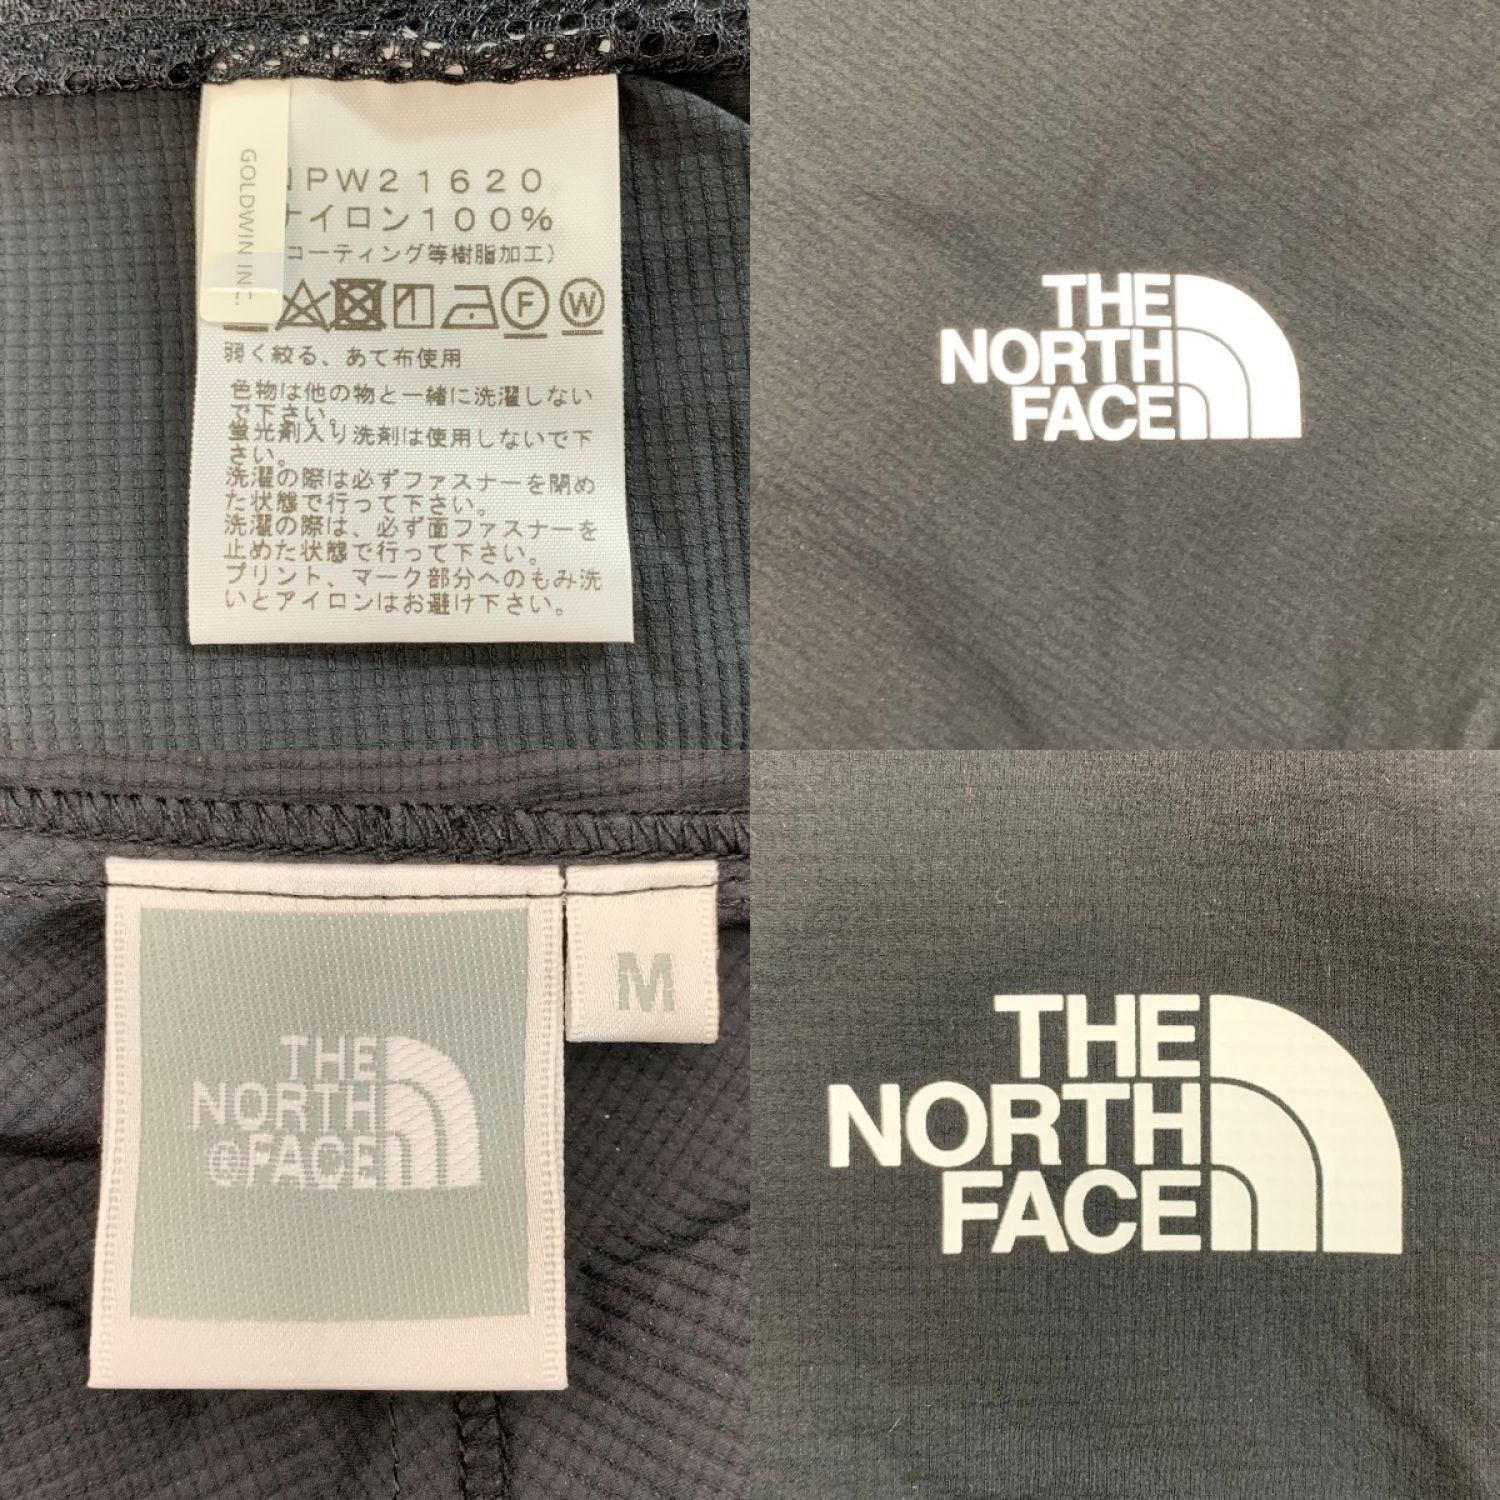 GOLDWIN INC.
NPW21620
ナイロン100%
コーティング等樹脂加工)
F
W
弱く絞る、あて布使用
色物は他の物と一緒に洗濯しない
で下さい。
蛍光剤入り洗剤は使用しないで下
さい。
洗濯の際は必ずファスナーを閉め
た状態で行って下さい。
洗濯の際は、必ず面ファスナーを
止めた状態で行って下さい。
プリント、マーク部分へのもみ洗
いとアイロンはお避け下さい。
THE
NORTH
FACE
THE
NORTH
®FACE
M
THE
NORTH
FACE